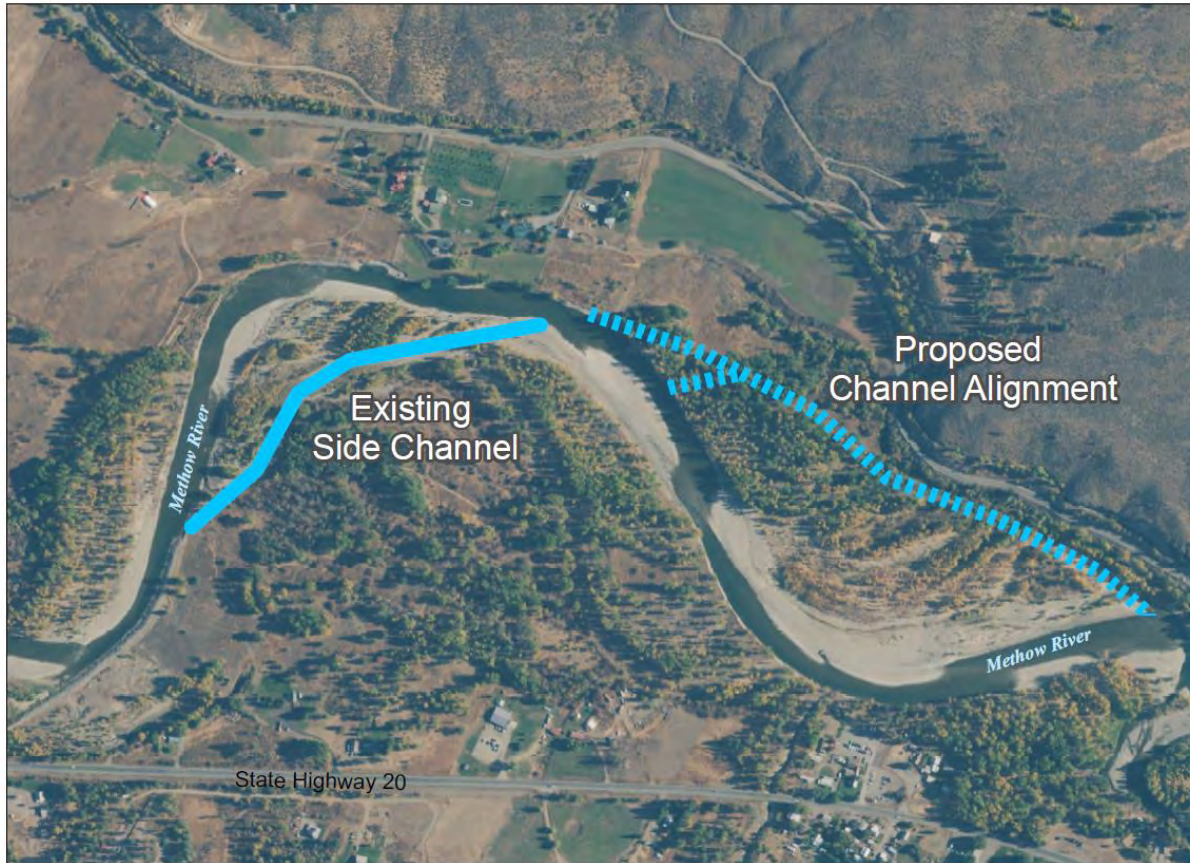 Proposed
Channel Alignment
Existing
Side Channel
Methow River
Methow River
State Highway 20